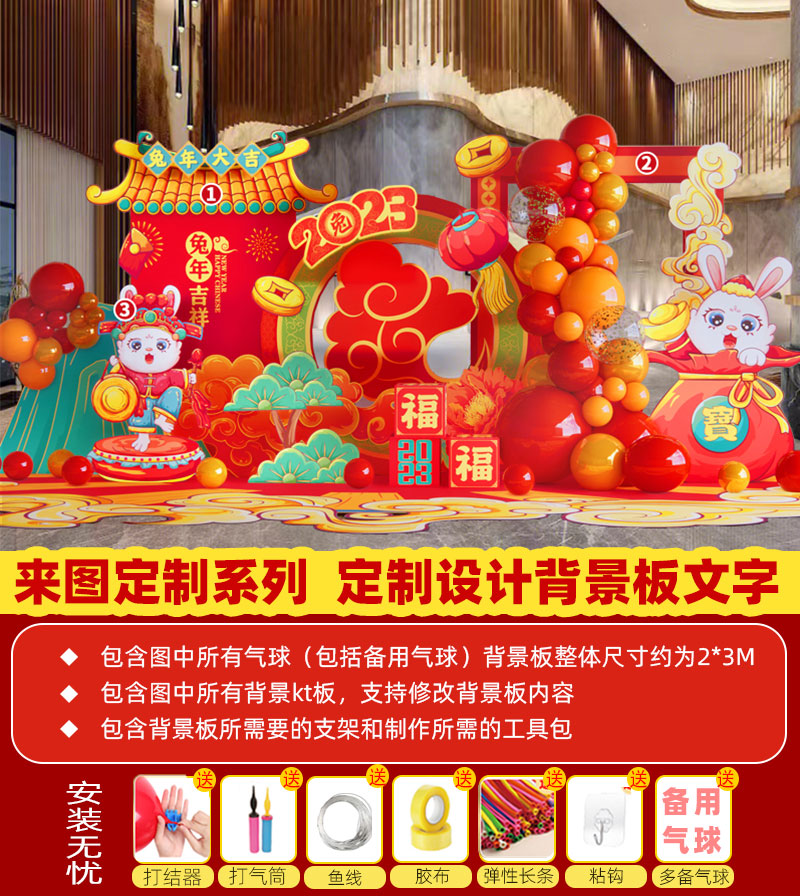 兔年大吉
①
②
2023
兔
兔年吉祥
HAPPY CHINESE
NEW YEAR
③
福
20
23
福
寶
来图定制系列 定制设计背景板文字
◆ 包含图中所有气球（包括备用气球）背景板整体尺寸约为2*3M
◆ 包含图中所有背景kt板，支持修改背景板内容
◆ 包含背景板所需要的支架和制作所需的工具包
安装无忧
送
送
送
送
送
送
送
备用
气球
打结器
打气筒
鱼线
胶布
弹性长条
粘钩
多备气球